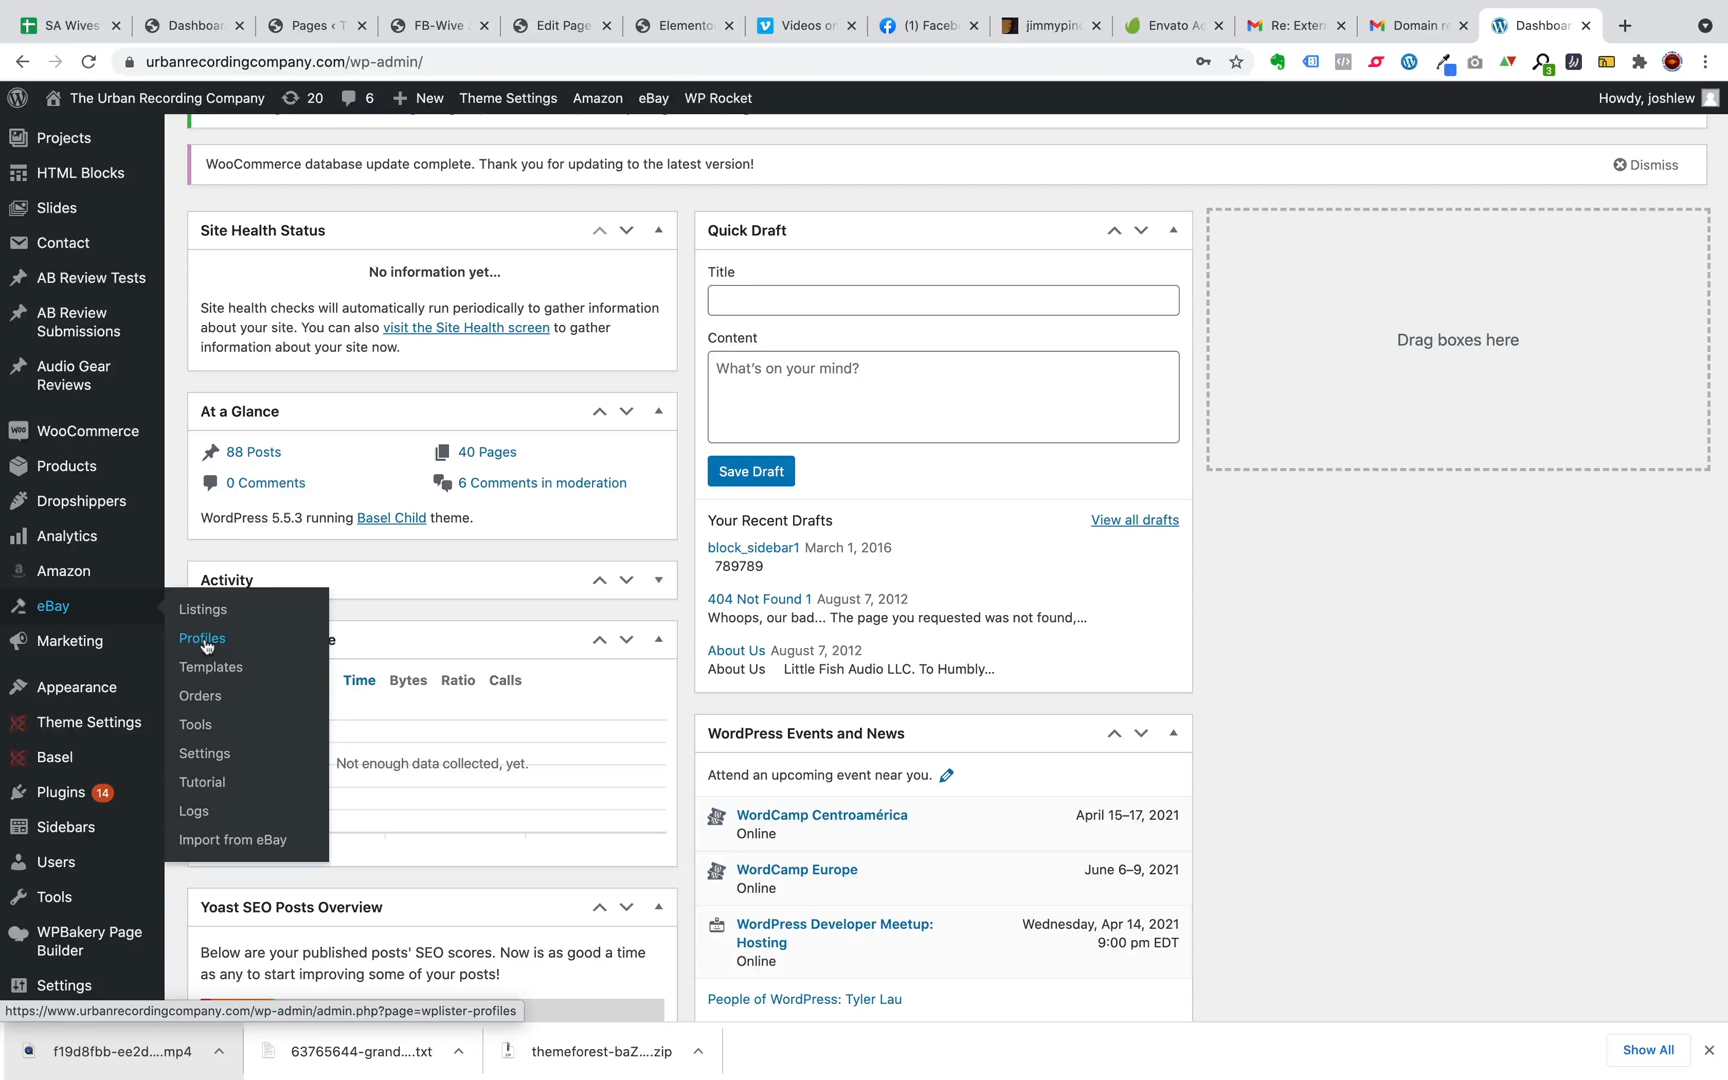 SA Wives
Dashboar
Pages < T
FB-Wive
Edit Page
Elemento
Videos on
(1) Faceb
jimmypin
Envato A
Re: Exter
Domain re
Dashboar
urbanrecordingcompany.com/wp-admin/
3
The Urban Recording Company
20
6
New
Theme Settings
Amazon
eBay
WP Rocket
Howdy, joshlew
Projects
HTML Blocks
Slides
Contact
AB Review Tests
AB Review
Submissions
Audio Gear
Reviews
WooCommerce
Products
Dropshippers
Analytics
Amazon
eBay
Marketing
Appearance
Theme Settings
Basel
Plugins 14
Sidebars
Users
Tools
WPBakery Page
Builder
Settings
Listings
Profiles
Templates
Orders
Tools
Settings
Tutorial
Logs
Import from eBay
WooCommerce database update complete. Thank you for updating to the latest version!
Dismiss
Site Health Status
No information yet...
Site health checks will automatically run periodically to gather information
about your site. You can also visit the Site Health screen to gather
information about your site now.
At a Glance
88 Posts
40 Pages
0 Comments
6 Comments in moderation
WordPress 5.5.3 running Basel Child theme.
Activity
Time Bytes Ratio Calls
Not enough data collected, yet.
Yoast SEO Posts Overview
Below are your published posts' SEO scores. Now is as good a time
as any to start improving some of your posts!
Quick Draft
Title
Content
What's on your mind?
Save Draft
Your Recent Drafts
View all drafts
block_sidebar1 March 1, 2016
789789
404 Not Found 1 August 7, 2012
Whoops, our bad... The page you requested was not found,...
About Us August 7, 2012
About Us Little Fish Audio LLC. To Humbly...
WordPress Events and News
Attend an upcoming event near you.
WordCamp Centroamérica
April 15–17, 2021
Online
WordCamp Europe
June 6–9, 2021
Online
WordPress Developer Meetup:
Hosting
Wednesday, Apr 14, 2021
9:00 pm EDT
Online
People of WordPress: Tyler Lau
Drag boxes here
https://www.urbanrecordingcompany.com/wp-admin/admin.php?page=wplister-profiles
f19d8fbb-ee2d....mp4
63765644-grand....txt
themeforest-baZ....zip
Show All